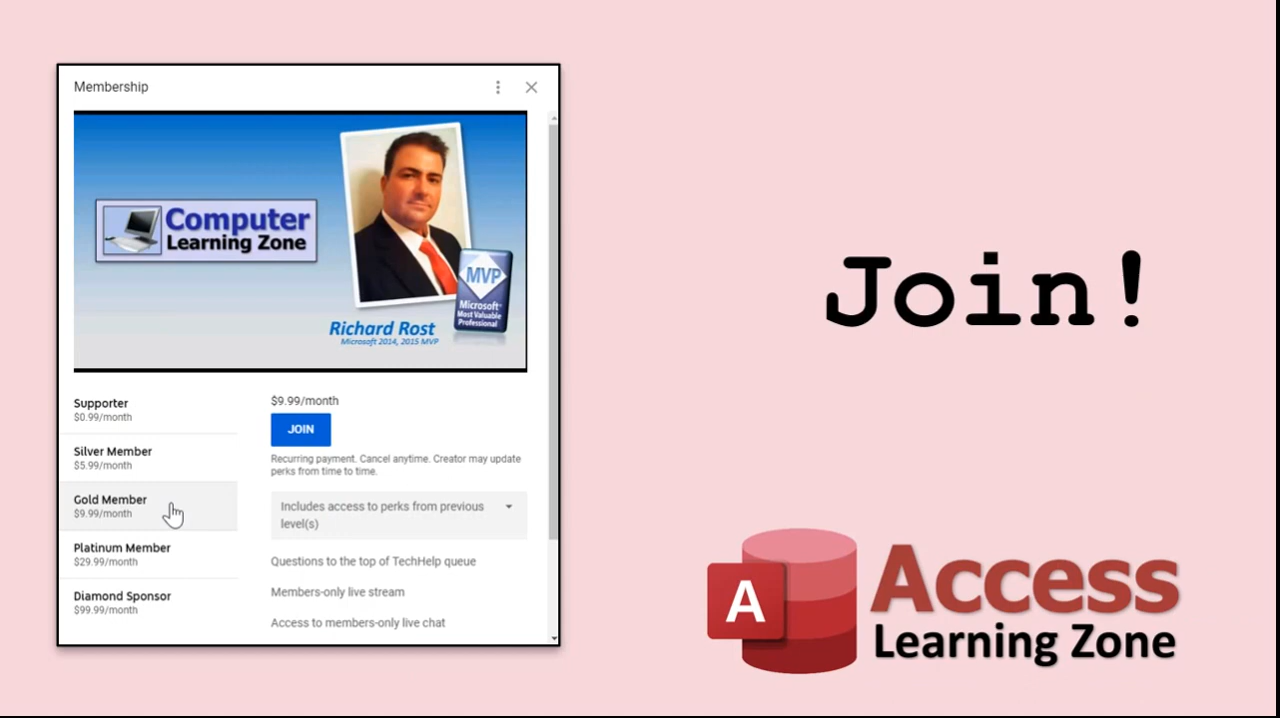 Membership
Computer
Learning Zone
MVP
Microsoft®
Most Valuable
Professional
Richard Rost
Microsoft 2014, 2015 MVP
Supporter
$0.99/month
Silver Member
$5.99/month
Gold Member
$9.99/month
Platinum Member
$29.99/month
Diamond Sponsor
$99.99/month
$9.99/month
JOIN
Recurring payment. Cancel anytime. Creator may update
perks from time to time.
Includes access to perks from previous
level(s)
Questions to the top of TechHelp queue
Members-only live stream
Access to members-only live chat
Join!
A
Access
Learning Zone